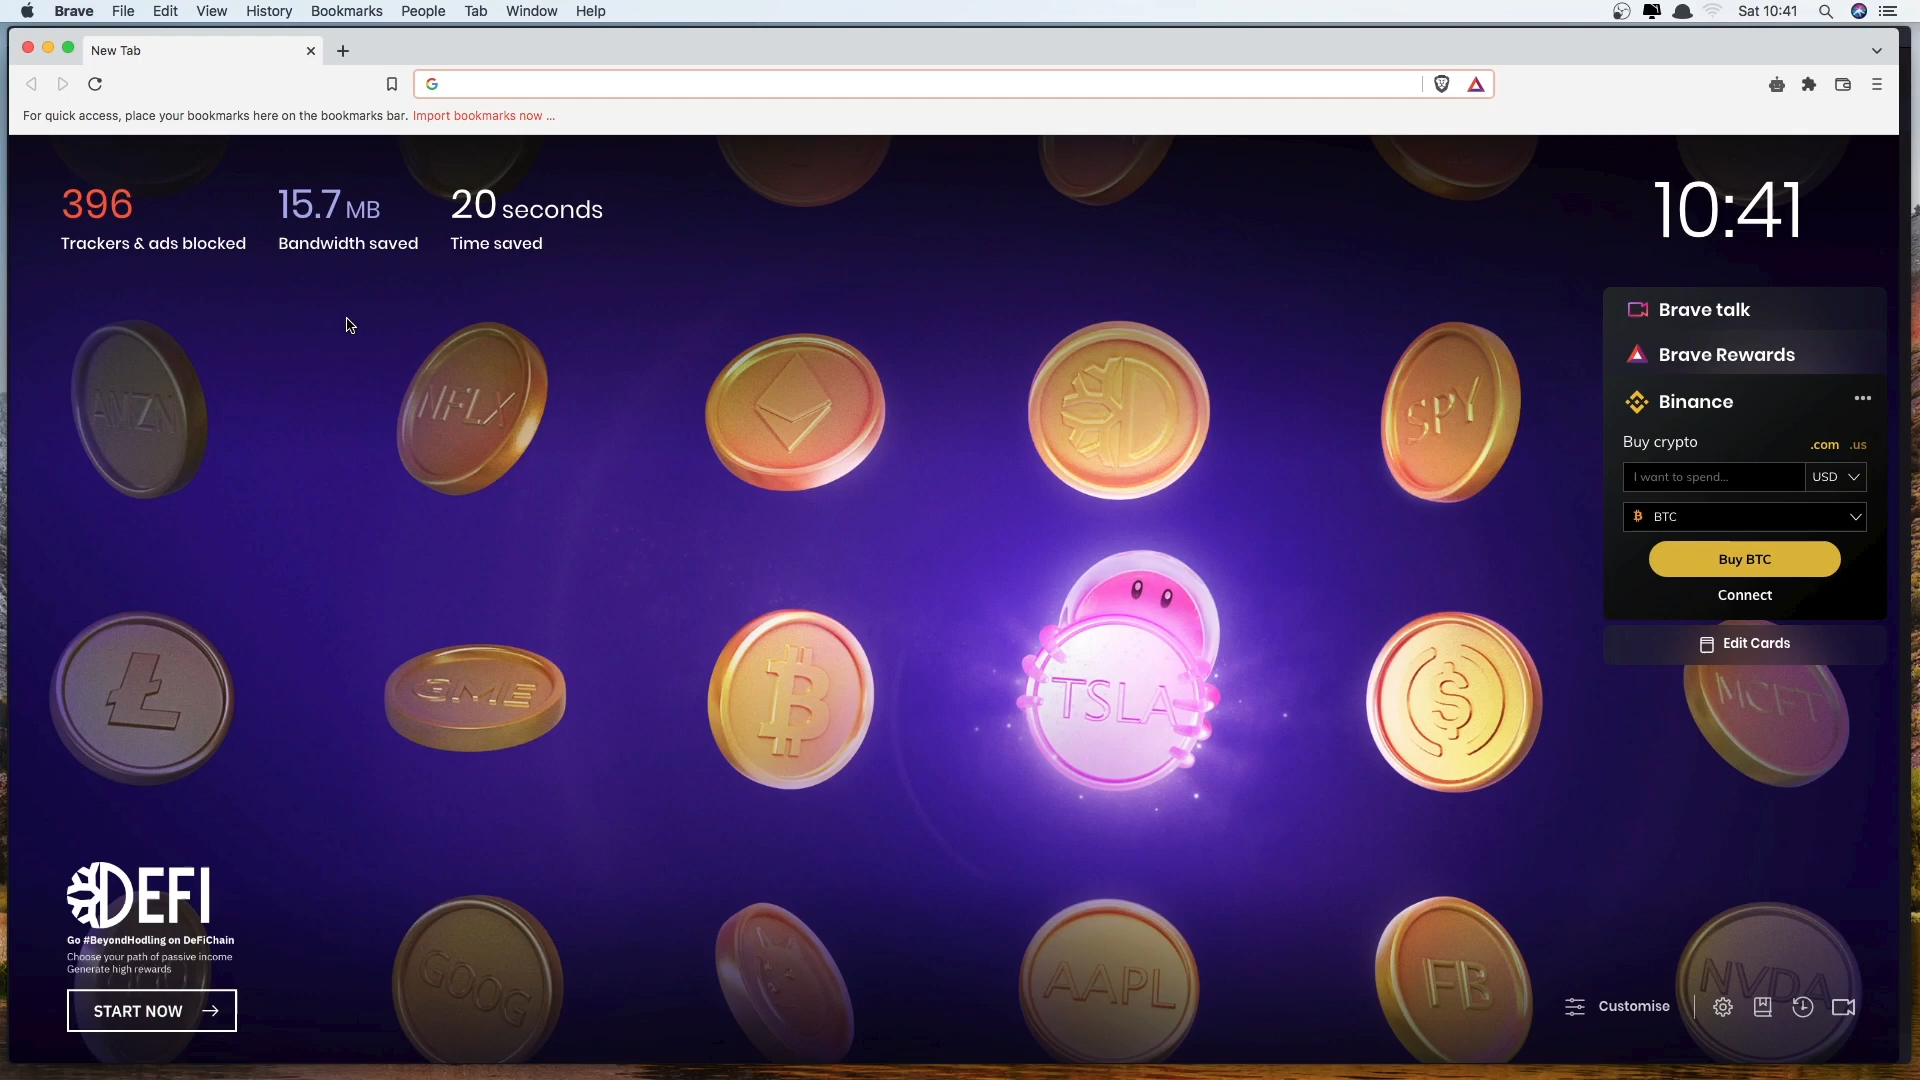 Brave File Edit View History Bookmarks People Tab Window Help
Sat 10:41
New Tab
For quick access, place your bookmarks here on the bookmarks bar. Import bookmarks now ...
396
Trackers & ads blocked
15.7 MB
Bandwidth saved
20 seconds
Time saved
10:41
Brave talk
Brave Rewards
Binance
Buy crypto .com .us
I want to spend... USD
BTC
Buy BTC
Connect
Edit Cards
AMZN
NFLX
SPY
GME
TSLA
MCFT
DEFI
Go #BeyondHodling on DeFiChain
Choose your path of passive income
Generate high rewards
START NOW
GOOG
AAPL
FB
NVDA
Customise